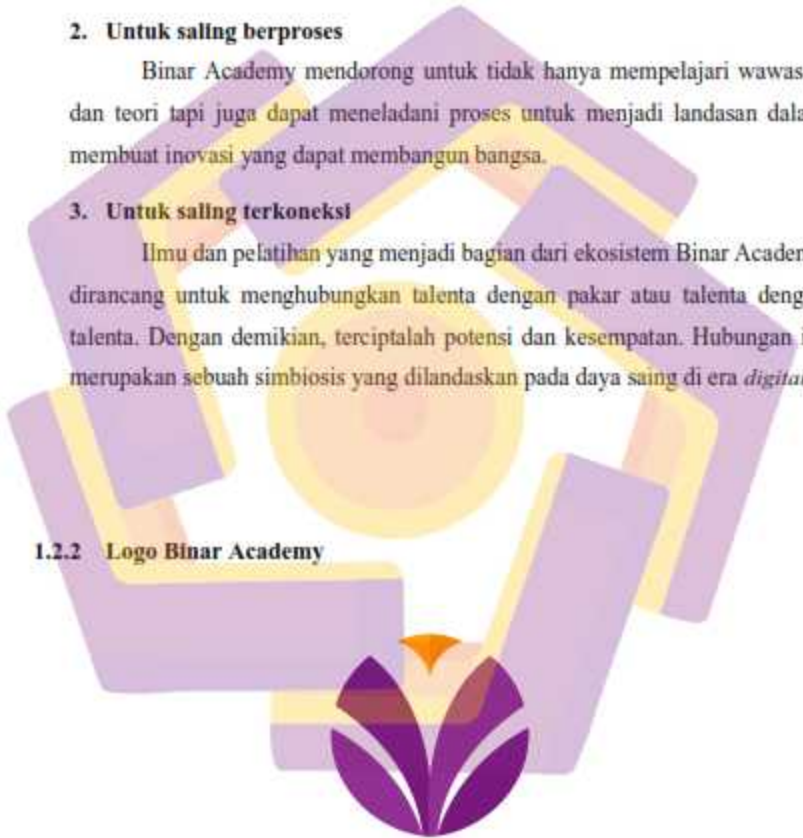 2. Untuk saling berproses
Binar Academy mendorong untuk tidak hanya mempelajari wawas
dan teori tapi juga dapat meneladani proses untuk menjadi landasan dala
membuat inovasi yang dapat membangun bangsa.
3. Untuk saling terkoneksi
Ilmu dan pelatihan yang menjadi bagian dari ekosistem Binar Academ
dirancang untuk menghubungkan talenta dengan pakar atau talenta deng
talenta. Dengan demikian, terciptalah potensi dan kesempatan. Hubungan i
merupakan sebuah simbiosis yang dilandaskan pada daya saing di era digital
1.2.2 Logo Binar Academy